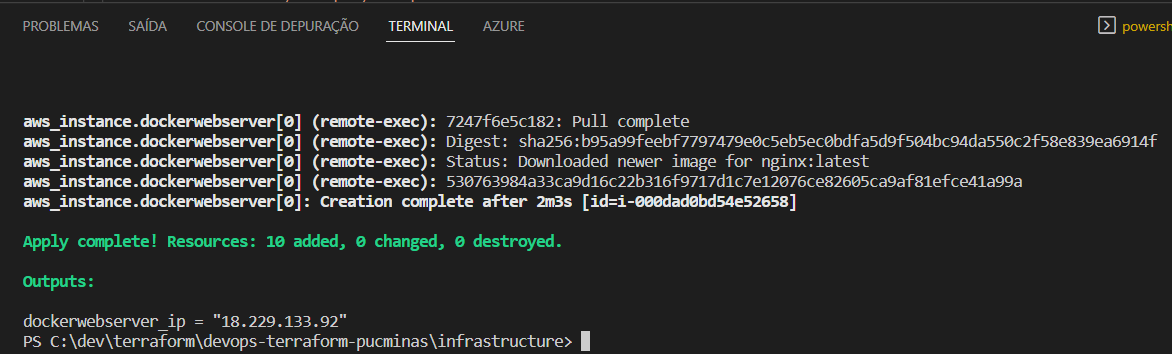 PROBLEMAS SAÍDA CONSOLE DE DEPURAÇÃO TERMINAL AZURE powersh
aws_instance.dockerwebserver[0] (remote-exec): 7247f6e5c182: Pull complete
aws_instance.dockerwebserver[0] (remote-exec): Digest: sha256:b95a99feebf7797479e0c5eb5ec0bdfa5d9f504bc94da550c2f58e839ea6914f
aws_instance.dockerwebserver[0] (remote-exec): Status: Downloaded newer image for nginx:latest
aws_instance.dockerwebserver[0] (remote-exec): 530763984a33ca9d16c22b316f9717d1c7e12076ce82605ca9af81efce41a99a
aws_instance.dockerwebserver[0]: Creation complete after 2m3s [id=i-000dad0bd54e52658]
Apply complete! Resources: 10 added, 0 changed, 0 destroyed.
Outputs:
dockerwebserver_ip = "18.229.133.92"
PS C:\dev\terraform\devops-terraform-pucminas\infrastructure>